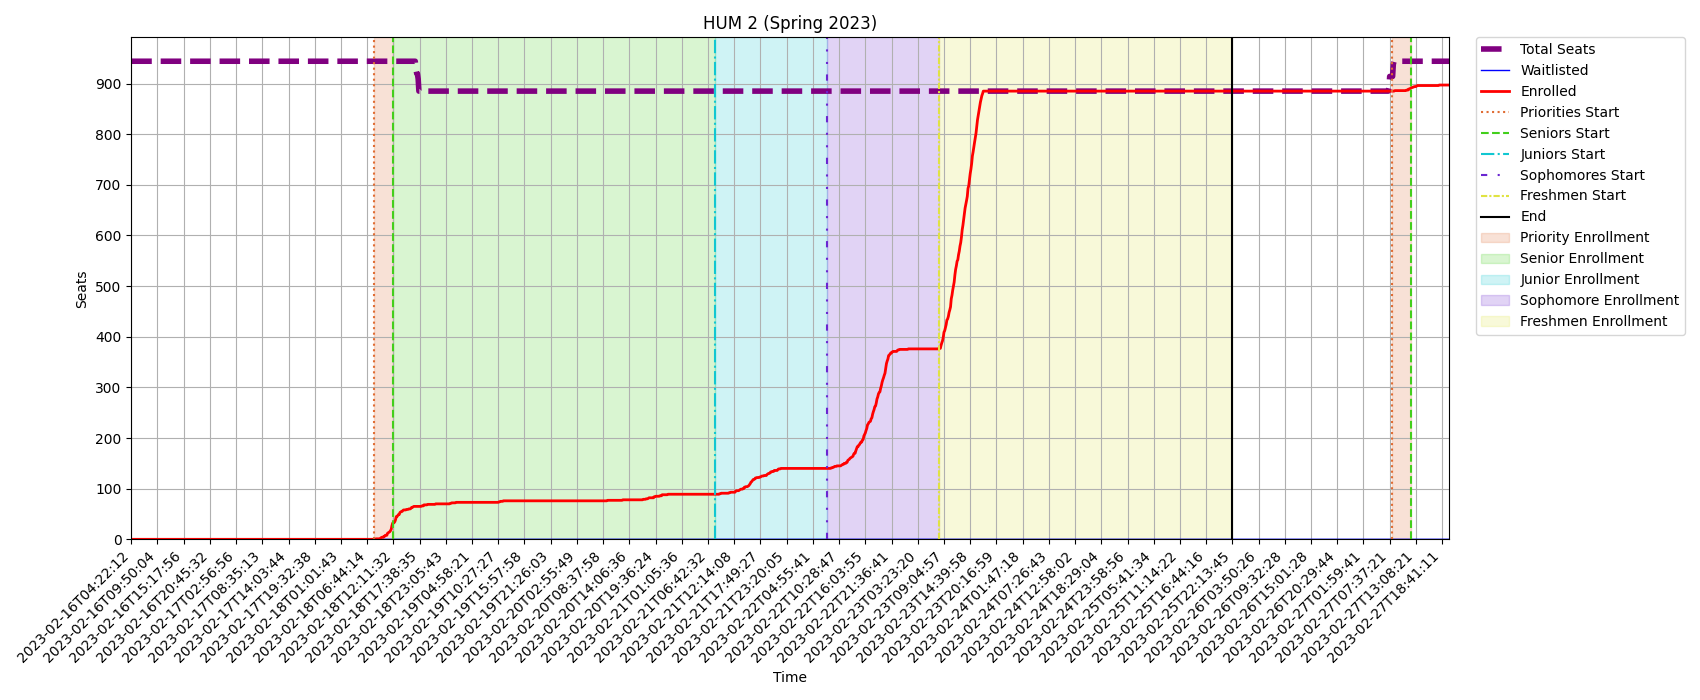 HUM 2 (Spring 2023)
Seats
900
800
700
600
500
400
300
200
100
0
2023-02-16T04:22:12
2023-02-16T09:50:04
2023-02-16T15:17:56
2023-02-16T20:45:32
2023-02-17T02:56:56
2023-02-17T08:35:13
2023-02-17T14:03:44
2023-02-17T19:32:38
2023-02-18T01:01:43
2023-02-18T06:44:14
2023-02-18T12:11:32
2023-02-18T17:38:35
2023-02-18T23:05:43
2023-02-19T04:58:21
2023-02-19T10:27:27
2023-02-19T15:57:58
2023-02-19T21:26:03
2023-02-20T02:55:49
2023-02-20T08:37:58
2023-02-20T14:06:36
2023-02-20T19:36:24
2023-02-21T01:05:36
2023-02-21T06:42:32
2023-02-21T12:14:08
2023-02-21T17:49:27
2023-02-21T23:20:05
2023-02-22T04:55:41
2023-02-22T10:28:47
2023-02-22T16:03:55
2023-02-22T21:36:41
2023-02-23T03:23:20
2023-02-23T09:04:57
2023-02-23T14:39:58
2023-02-23T20:16:59
2023-02-24T01:47:18
2023-02-24T07:26:43
2023-02-24T12:58:02
2023-02-24T18:29:04
2023-02-24T23:58:56
2023-02-25T05:41:34
2023-02-25T11:14:22
2023-02-25T16:44:16
2023-02-25T22:13:45
2023-02-26T03:50:26
2023-02-26T09:32:28
2023-02-26T15:01:28
2023-02-26T20:29:44
2023-02-27T01:59:41
2023-02-27T07:37:21
2023-02-27T13:08:21
2023-02-27T18:41:11
Time
Total Seats
Waitlisted
Enrolled
Priorities Start
Seniors Start
Juniors Start
Sophomores Start
Freshmen Start
End
Priority Enrollment
Senior Enrollment
Junior Enrollment
Sophomore Enrollment
Freshmen Enrollment